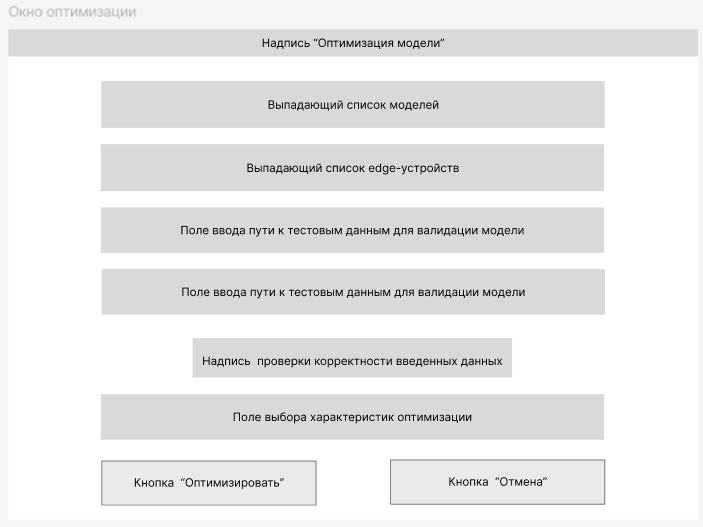 Окно оптимизации
Надпись “Оптимизация модели”
Выпадающий список моделей
Выпадающий список edge-устройств
Поле ввода пути к тестовым данным для валидации модели
Поле ввода пути к тестовым данным для валидации модели
Надпись проверки корректности введенных данных
Поле выбора характеристик оптимизации
Кнопка “Оптимизировать”
Кнопка “Отмена”